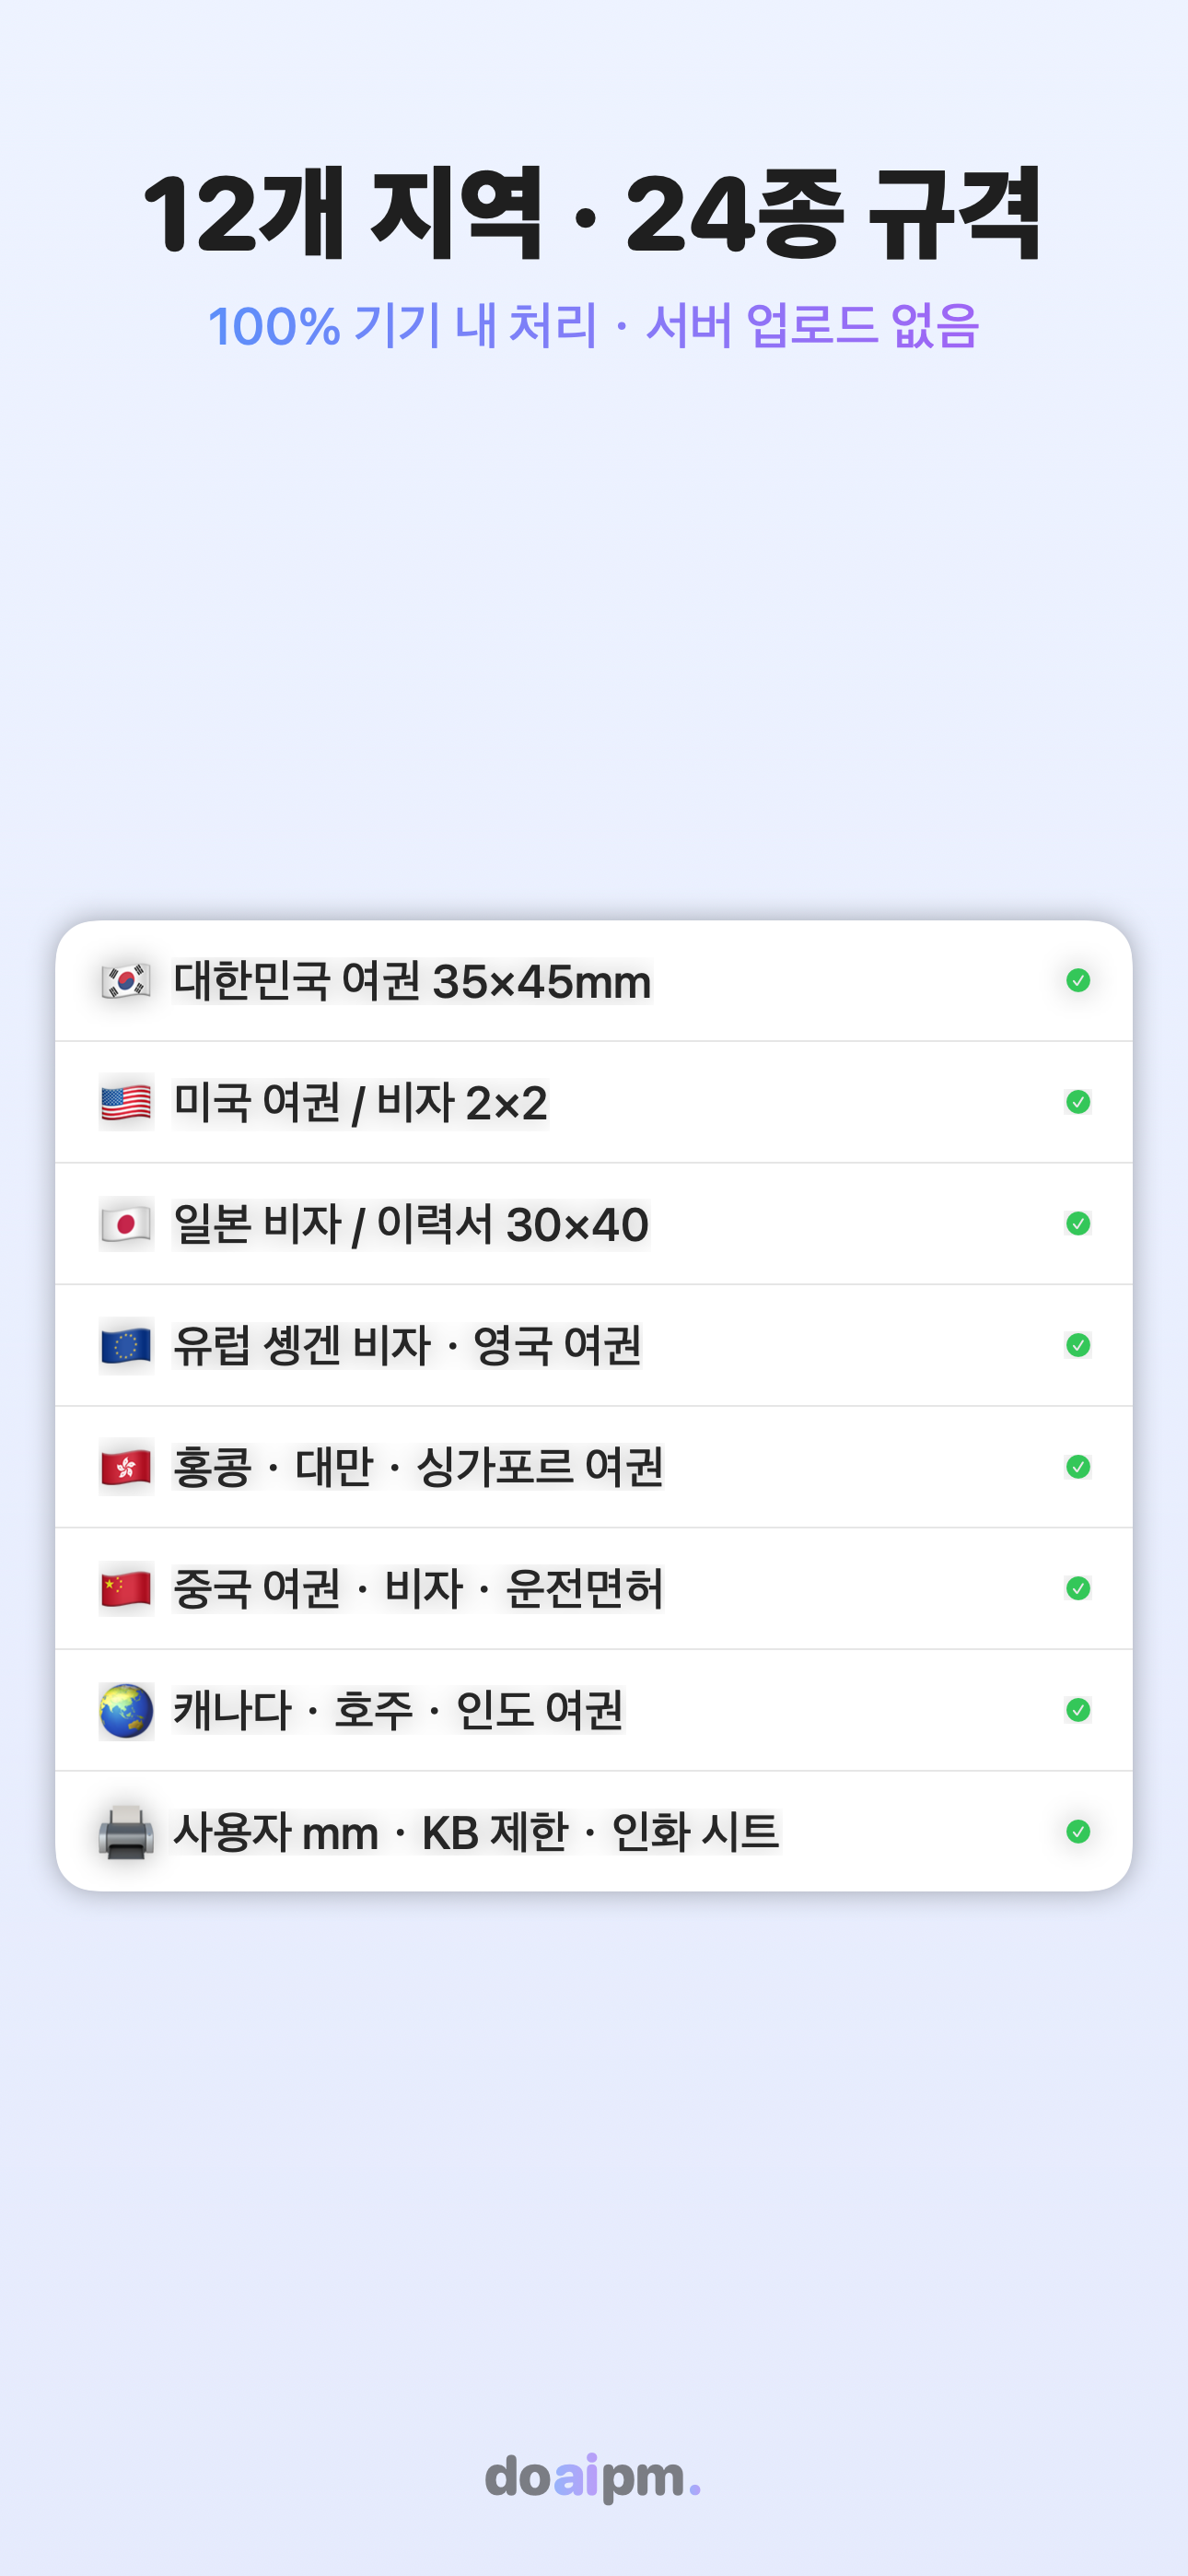 12개 지역 · 24종 규격
100% 기기 내 처리 · 서버 업로드 없음
대한민국 여권 35×45mm
미국 여권 / 비자 2×2
일본 비자 / 이력서 30×40
유럽 솅겐 비자 · 영국 여권
홍콩 · 대만 · 싱가포르 여권
중국 여권 · 비자 · 운전면허
캐나다 · 호주 · 인도 여권
사용자 mm · KB 제한 · 인화 시트
doaipm.